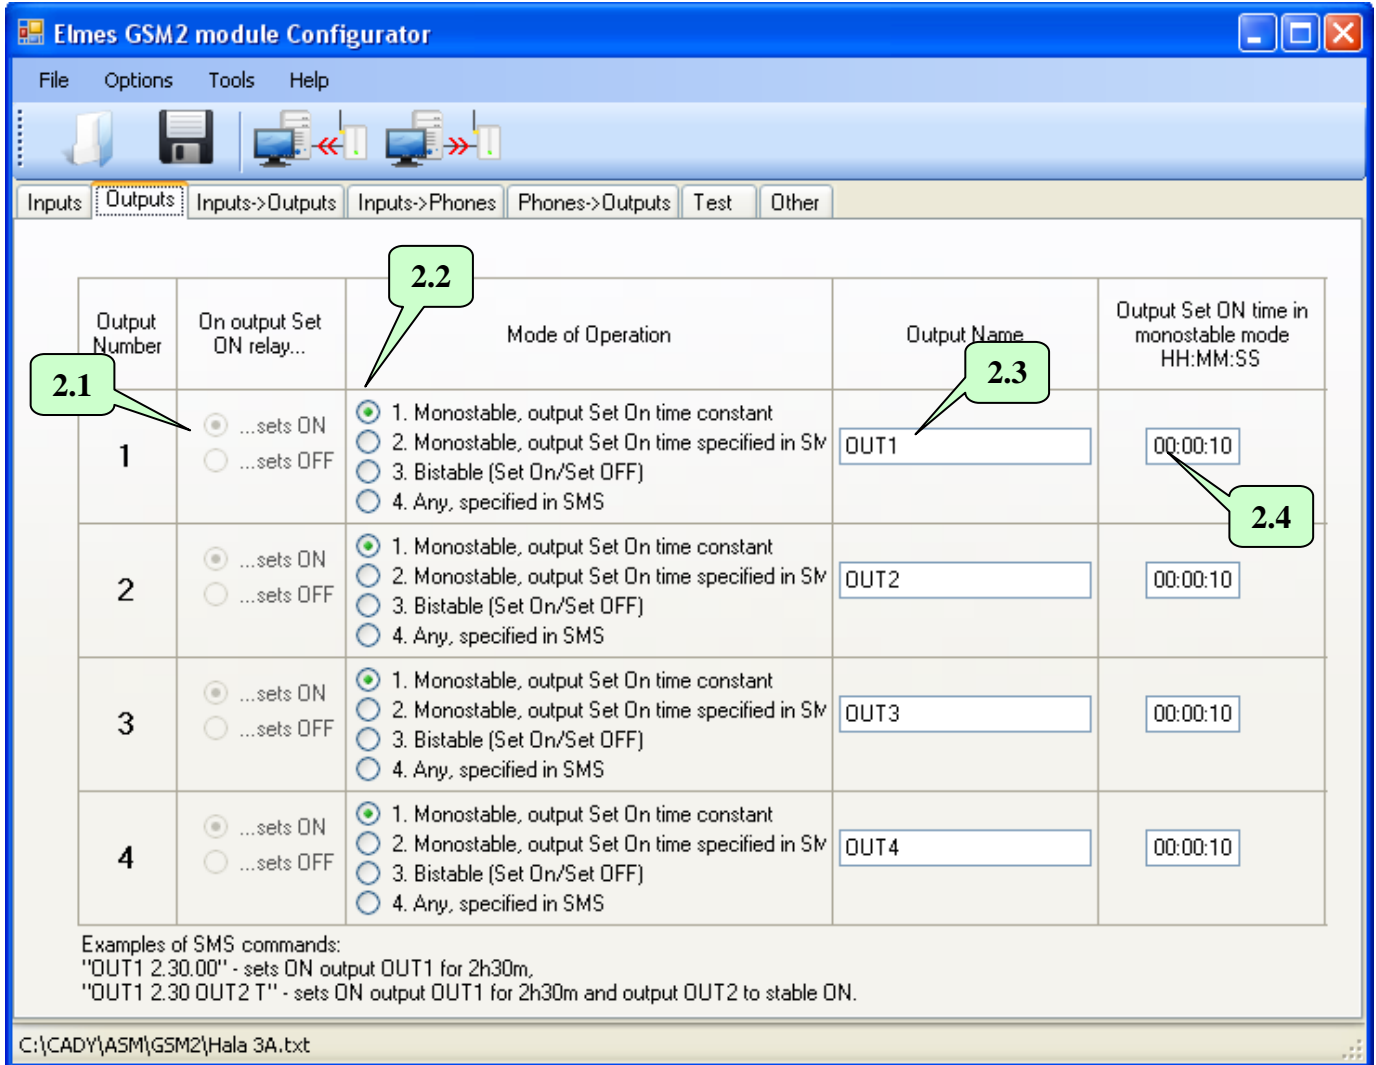 Elmes GSM2 module Configurator
File Options Tools Help
Inputs Outputs Inputs->Outputs Inputs->Phones Phones->Outputs Test Other
2.2
Output Number
On output Set ON relay...
Mode of Operation
Output Name
Output Set ON time in monostable mode HH:MM:SS
2.1
2.3
2.4
1
...sets ON
...sets OFF
1. Monostable, output Set On time constant
2. Monostable, output Set On time specified in SM
3. Bistable (Set On/Set OFF)
4. Any, specified in SMS
OUT1
00:00:10
2
...sets ON
...sets OFF
1. Monostable, output Set On time constant
2. Monostable, output Set On time specified in SM
3. Bistable (Set On/Set OFF)
4. Any, specified in SMS
OUT2
00:00:10
3
...sets ON
...sets OFF
1. Monostable, output Set On time constant
2. Monostable, output Set On time specified in SM
3. Bistable (Set On/Set OFF)
4. Any, specified in SMS
OUT3
00:00:10
4
...sets ON
...sets OFF
1. Monostable, output Set On time constant
2. Monostable, output Set On time specified in SM
3. Bistable (Set On/Set OFF)
4. Any, specified in SMS
OUT4
00:00:10
Examples of SMS commands:
"OUT1 2.30.00" - sets ON output OUT1 for 2h30m,
"OUT1 2.30 OUT2 T" - sets ON output OUT1 for 2h30m and output OUT2 to stable ON.
C:\CADY\ASM\GSM2\Hala 3A.txt